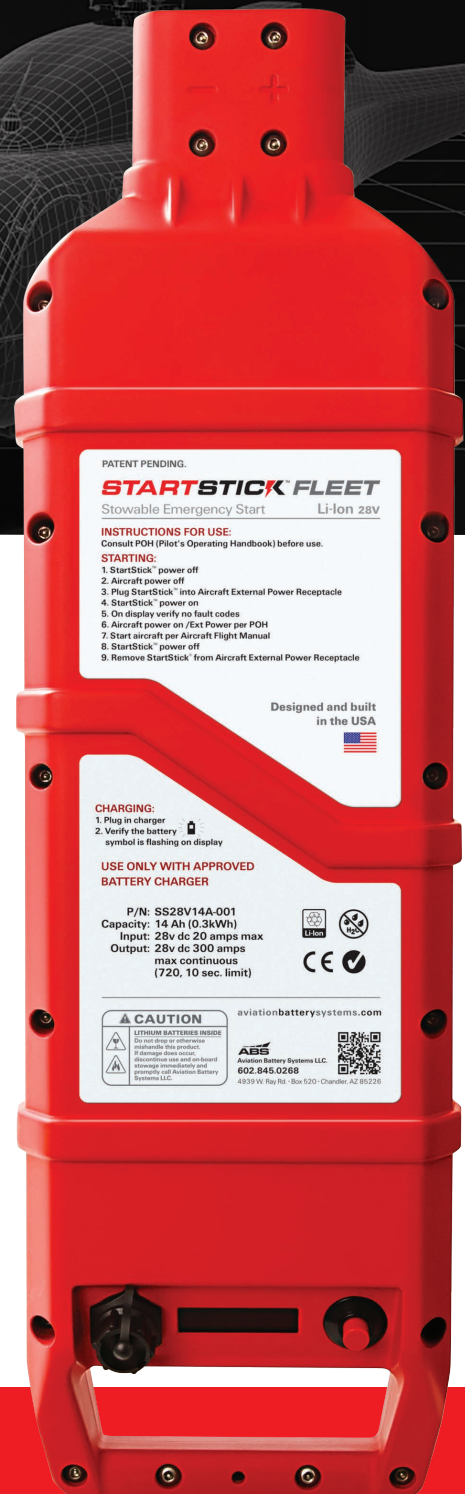 − +
PATENT PENDING.
STARTSTICK™ FLEET
Stowable Emergency Start Li-Ion 28V
INSTRUCTIONS FOR USE:
Consult POH (Pilot's Operating Handbook) before use.
STARTING:
1. StartStick™ power off
2. Aircraft power off
3. Plug StartStick™ into Aircraft External Power Receptacle
4. StartStick™ power on
5. On display verify no fault codes
6. Aircraft power on /Ext Power per POH
7. Start aircraft per Aircraft Flight Manual
8. StartStick™ power off
9. Remove StartStick™ from Aircraft External Power Receptacle
Designed and built
in the USA
CHARGING:
1. Plug in charger
2. Verify the battery
symbol is flashing on display
USE ONLY WITH APPROVED
BATTERY CHARGER
P/N: SS28V14A-001
Capacity: 14 Ah (0.3kWh)
Input: 28v dc 20 amps max
Output: 28v dc 300 amps
max continuous
(720, 10 sec. limit)
Li-Ion
H₂O
CE
CAUTION
LITHIUM BATTERIES INSIDE
Do not drop or otherwise
mishandle this product.
If damage does occur,
discontinue use and on-board
stowage immediately and
promptly call Aviation Battery
Systems LLC.
aviationbatterysystems.com
ABS
Aviation Battery Systems LLC.
602.845.0268
4939 W. Ray Rd. · Box 520 · Chandler, AZ 85226